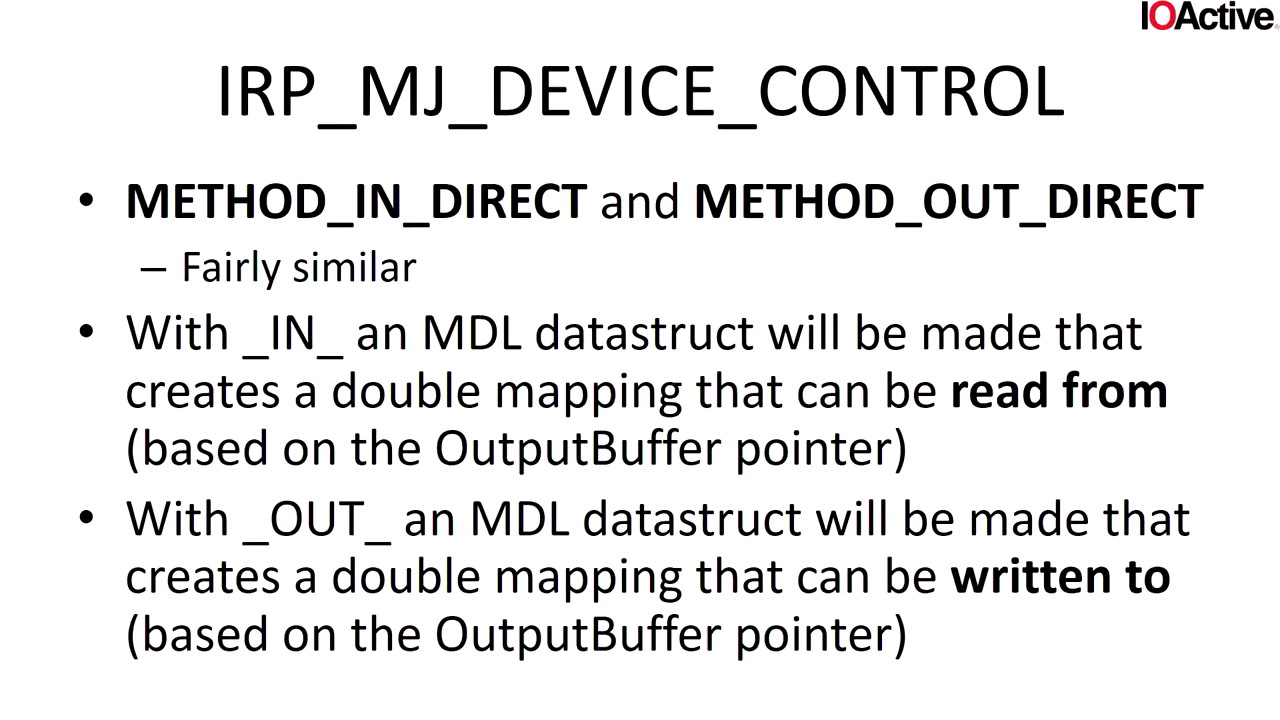 IOActive
IRP_MJ_DEVICE_CONTROL
• METHOD_IN_DIRECT and METHOD_OUT_DIRECT
– Fairly similar
• With _IN_ an MDL datastruct will be made that
creates a double mapping that can be read from
(based on the OutputBuffer pointer)
• With _OUT_ an MDL datastruct will be made that
creates a double mapping that can be written to
(based on the OutputBuffer pointer)